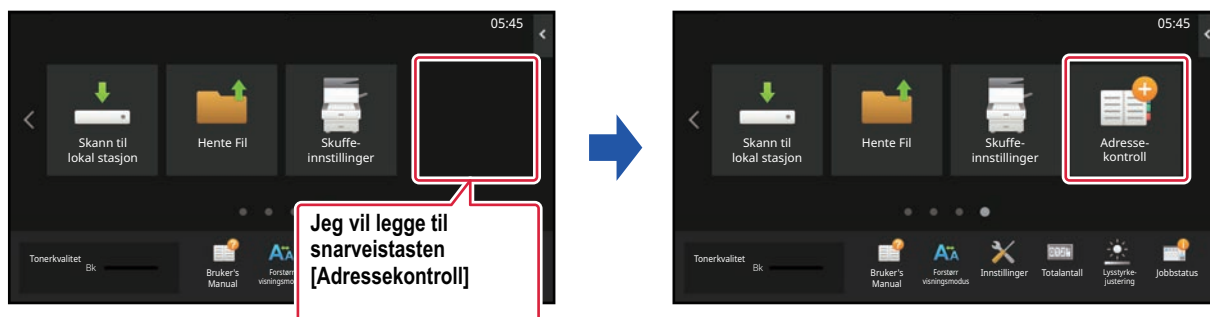 05:45
Skann til
lokal stasjon
Hente Fil
Skuffe-
innstillinger
Jeg vil legge til
snarveistasten
[Adressekontroll]
Tonerkvalitet
Bk
Bruker's
Manual
Forstørr
05:45
Skann til
lokal stasjon
Hente Fil
Skuffe-
innstillinger
Adresse-
kontroll
Tonerkvalitet
Bk
Bruker's
Manual
Forstørr
visningsmodus
Innstillinger
Totalantall
Lysstyrke-
justering
Jobbstatus